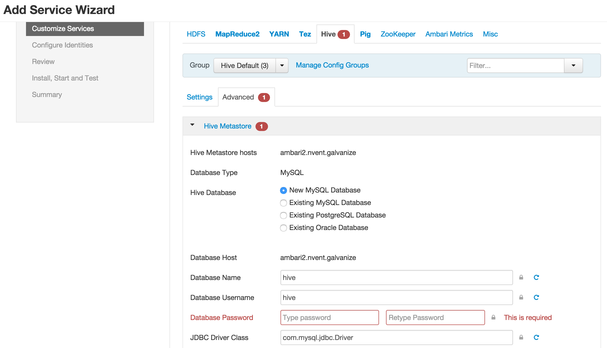 Add Service Wizard
Customize Services
Configure Identities
Review
Install, Start and Test
Summary
HDFS MapReduce2 YARN Tez Hive 1 Pig ZooKeeper Ambari Metrics Misc
Group Hive Default (3) Manage Config Groups Filter...
Settings Advanced 1
Hive Metastore 1
Hive Metastore hosts ambari2.nvent.galvanize
Database Type MySQL
Hive Database New MySQL Database
Existing MySQL Database
Existing PostgreSQL Database
Existing Oracle Database
Database Host ambari2.nvent.galvanize
Database Name hive
Database Username hive
Database Password Type password Retype Password This is required
JDBC Driver Class com.mysql.jdbc.Driver